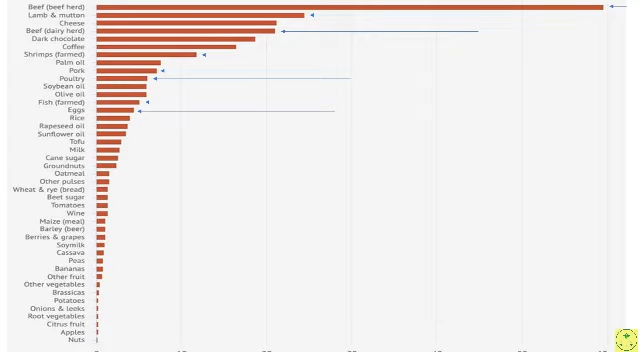 Beef (beef herd)
Lamb & mutton
Cheese
Beef (dairy herd)
Dark chocolate
Coffee
Shrimps (farmed)
Palm oil
Pork
Poultry
Soybean oil
Olive oil
Fish (farmed)
Eggs
Rice
Rapeseed oil
Sunflower oil
Tofu
Milk
Cane sugar
Groundnuts
Oatmeal
Other pulses
Wheat & rye (bread)
Beet sugar
Tomatoes
Wine
Maize (meal)
Barley (beer)
Berries & grapes
Soymilk
Cassava
Peas
Bananas
Other fruit
Other vegetables
Brassicas
Potatoes
Onions & leeks
Root vegetables
Citrus fruit
Apples
Nuts